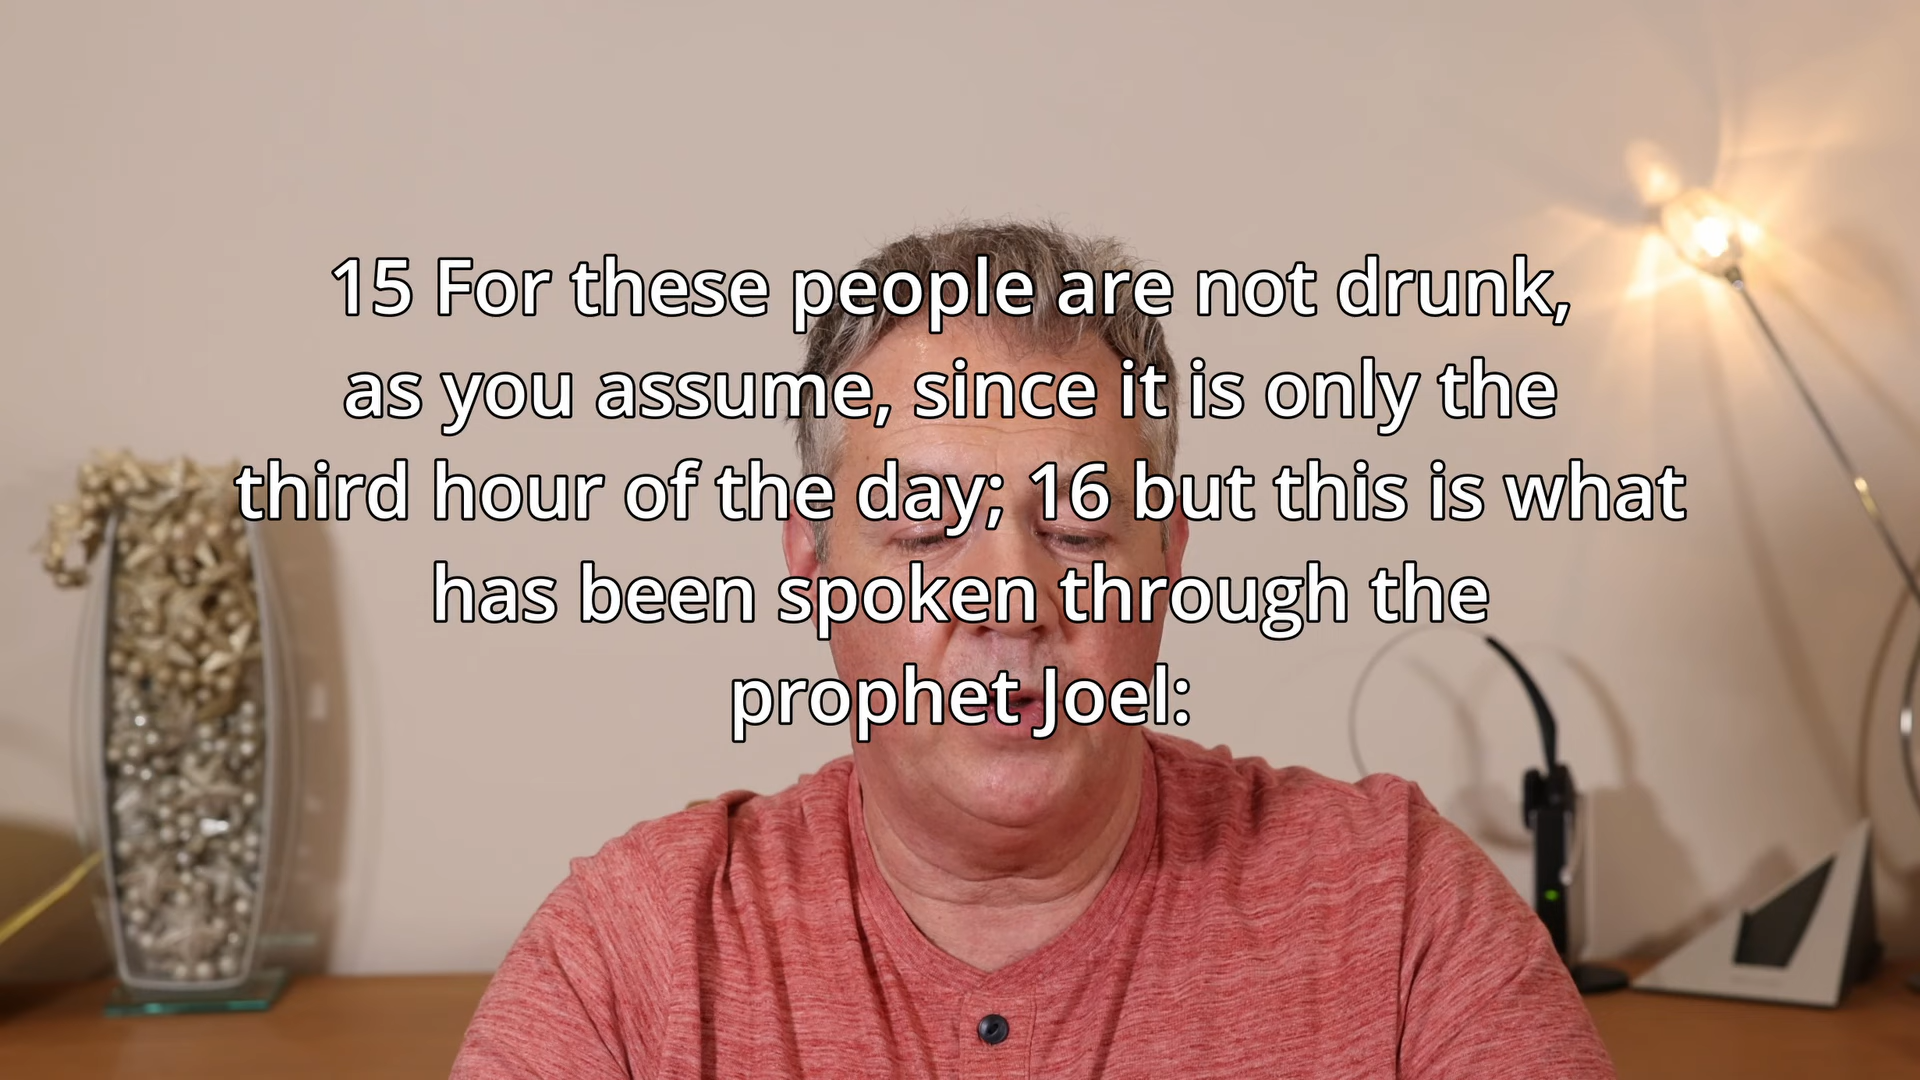 15 For these people are not drunk,
as you assume, since it is only the
third hour of the day; 16 but this is what
has been spoken through the
prophet Joel: